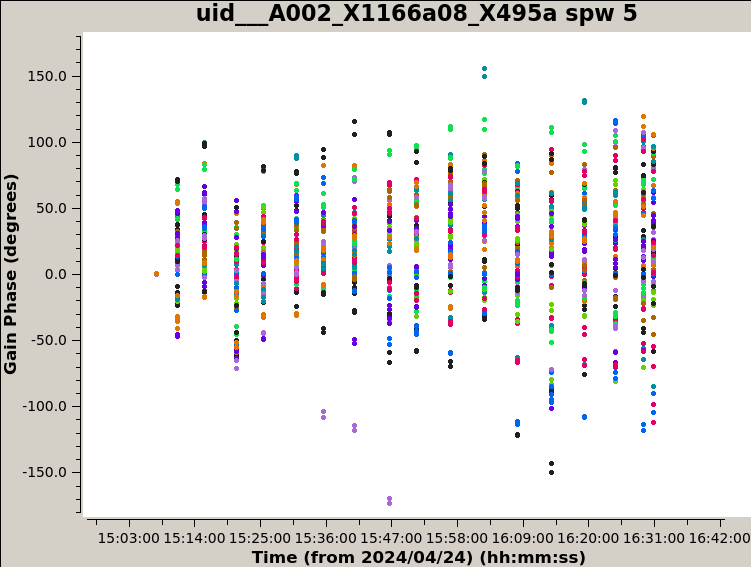 uid___A002_X1166a08_X495a spw 5
150.0
100.0
50.0
0.0
-50.0
-100.0
-150.0
Gain Phase (degrees)
15:03:00 15:14:00 15:25:00 15:36:00 15:47:00 15:58:00 16:09:00 16:20:00 16:31:00 16:42:00
Time (from 2024/04/24) (hh:mm:ss)